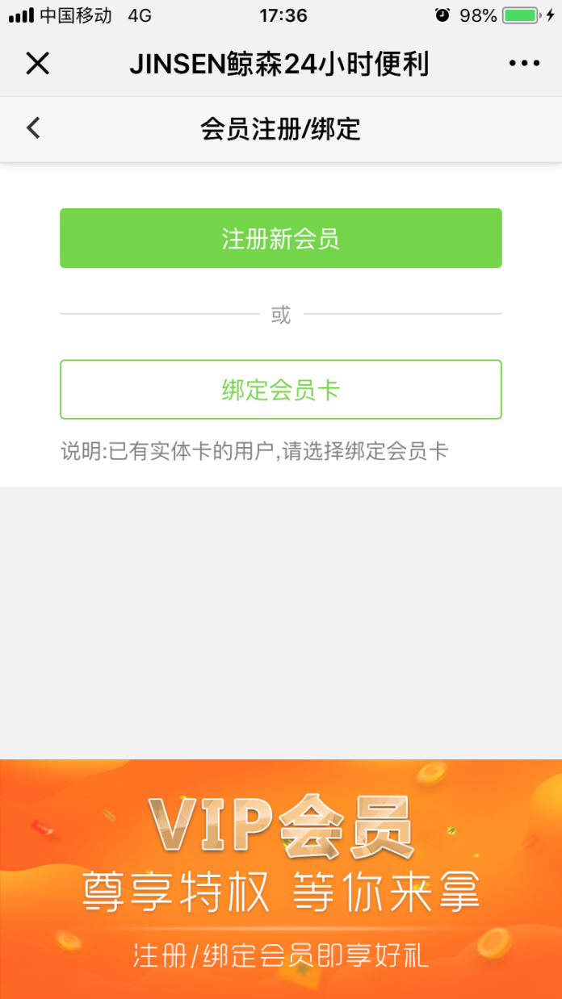 中国移动 4G 17:36 98%
JINSEN鲸森24小时便利
会员注册/绑定
注册新会员
或
绑定会员卡
说明:已有实体卡的用户,请选择绑定会员卡
VIP会员
尊享特权 等你来拿
注册/绑定会员即享好礼